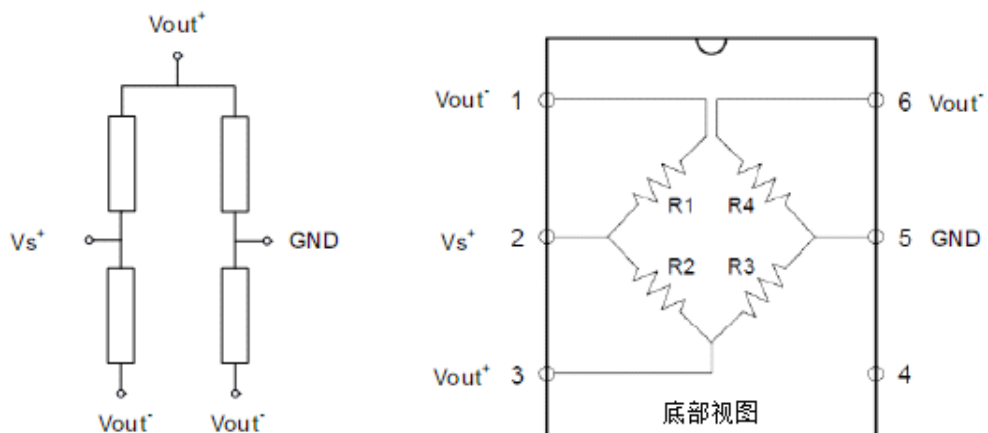 Vout⁺
Vs⁺
GND
Vout⁻ Vout⁻
Vout⁻ 1
6 Vout⁻
R1 R4
Vs⁺ 2
5 GND
R2 R3
Vout⁺ 3
4
底部视图